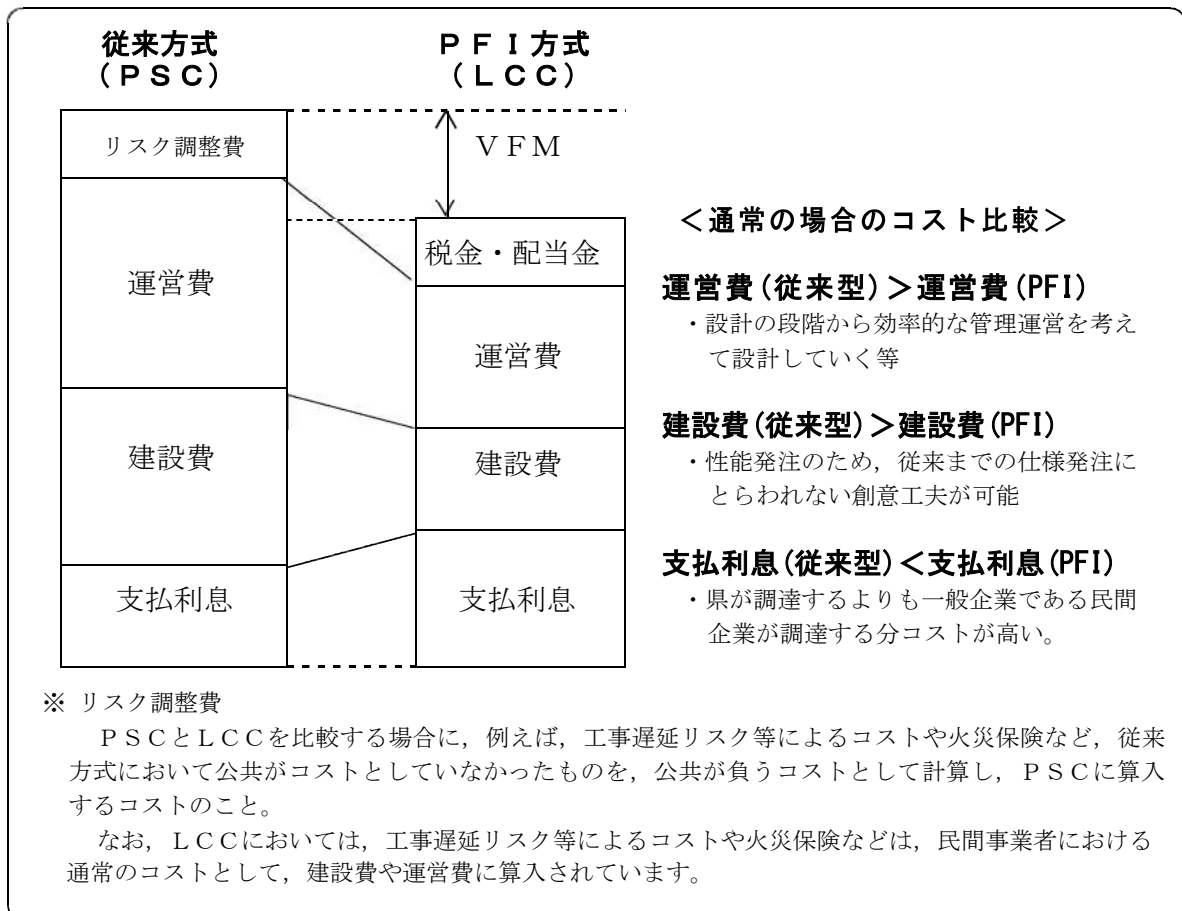 従来方式
(ＰＳＣ)
ＰＦＩ方式
(ＬＣＣ)
リスク調整費
運営費
建設費
支払利息
ＶＦＭ
税金・配当金
運営費
建設費
支払利息
＜通常の場合のコスト比較＞
運営費(従来型)＞運営費(PFI)
・設計の段階から効率的な管理運営を考え
て設計していく等
建設費(従来型)＞建設費(PFI)
・性能発注のため，従来までの仕様発注に
とらわれない創意工夫が可能
支払利息(従来型)＜支払利息(PFI)
・県が調達するよりも一般企業である民間
企業が調達する分コストが高い。
※ リスク調整費
ＰＳＣとＬＣＣを比較する場合に，例えば，工事遅延リスク等によるコストや火災保険など，従来
方式において公共がコストとしていなかったものを，公共が負うコストとして計算し，ＰＳＣに算入
するコストのこと。
なお，ＬＣＣにおいては，工事遅延リスク等によるコストや火災保険などは，民間事業者における
通常のコストとして，建設費や運営費に算入されています。